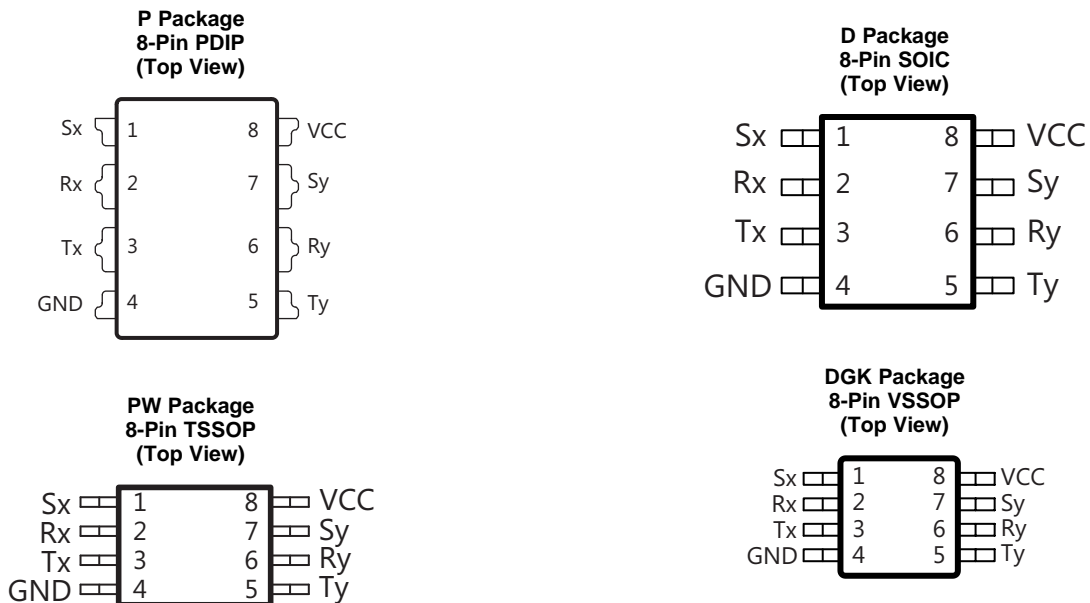 P Package
8-Pin PDIP
(Top View)
Sx 1 8 VCC
Rx 2 7 Sy
Tx 3 6 Ry
GND 4 5 Ty
D Package
8-Pin SOIC
(Top View)
Sx 1 8 VCC
Rx 2 7 Sy
Tx 3 6 Ry
GND 4 5 Ty
PW Package
8-Pin TSSOP
(Top View)
Sx 1 8 VCC
Rx 2 7 Sy
Tx 3 6 Ry
GND 4 5 Ty
DGK Package
8-Pin VSSOP
(Top View)
Sx 1 8 VCC
Rx 2 7 Sy
Tx 3 6 Ry
GND 4 5 Ty